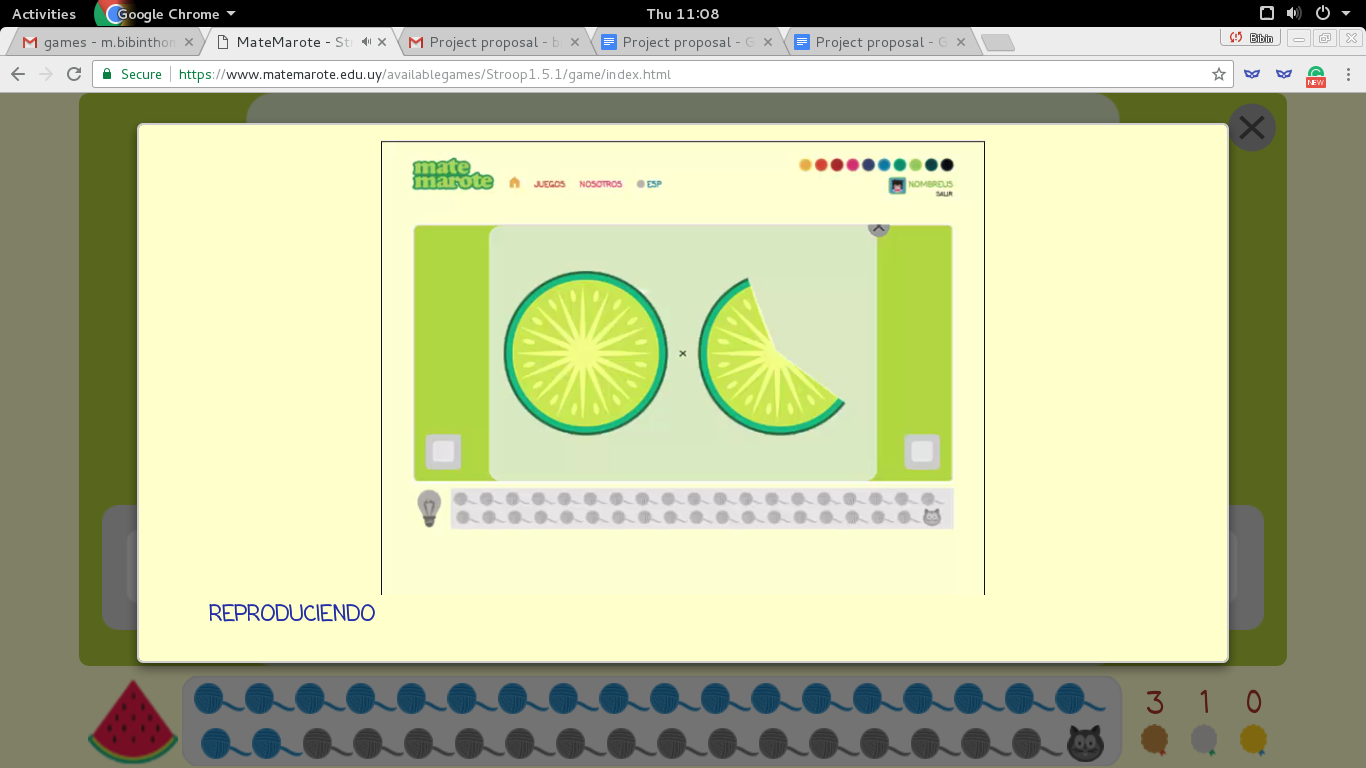 Activities
Google Chrome
Thu 11:08
games - m.bibinthon
MateMarote - St
Project proposal - b
Project proposal - G
Project proposal - G
Bibin
Secure
https://www.matemarote.edu.uy/availablegames/Stroop1.5.1/game/index.html
NEW
mate
marote
JUEGOS
NOSOTROS
ESP
NOMBREUS
SALIR
REPRODUCIENDO
3 1 0